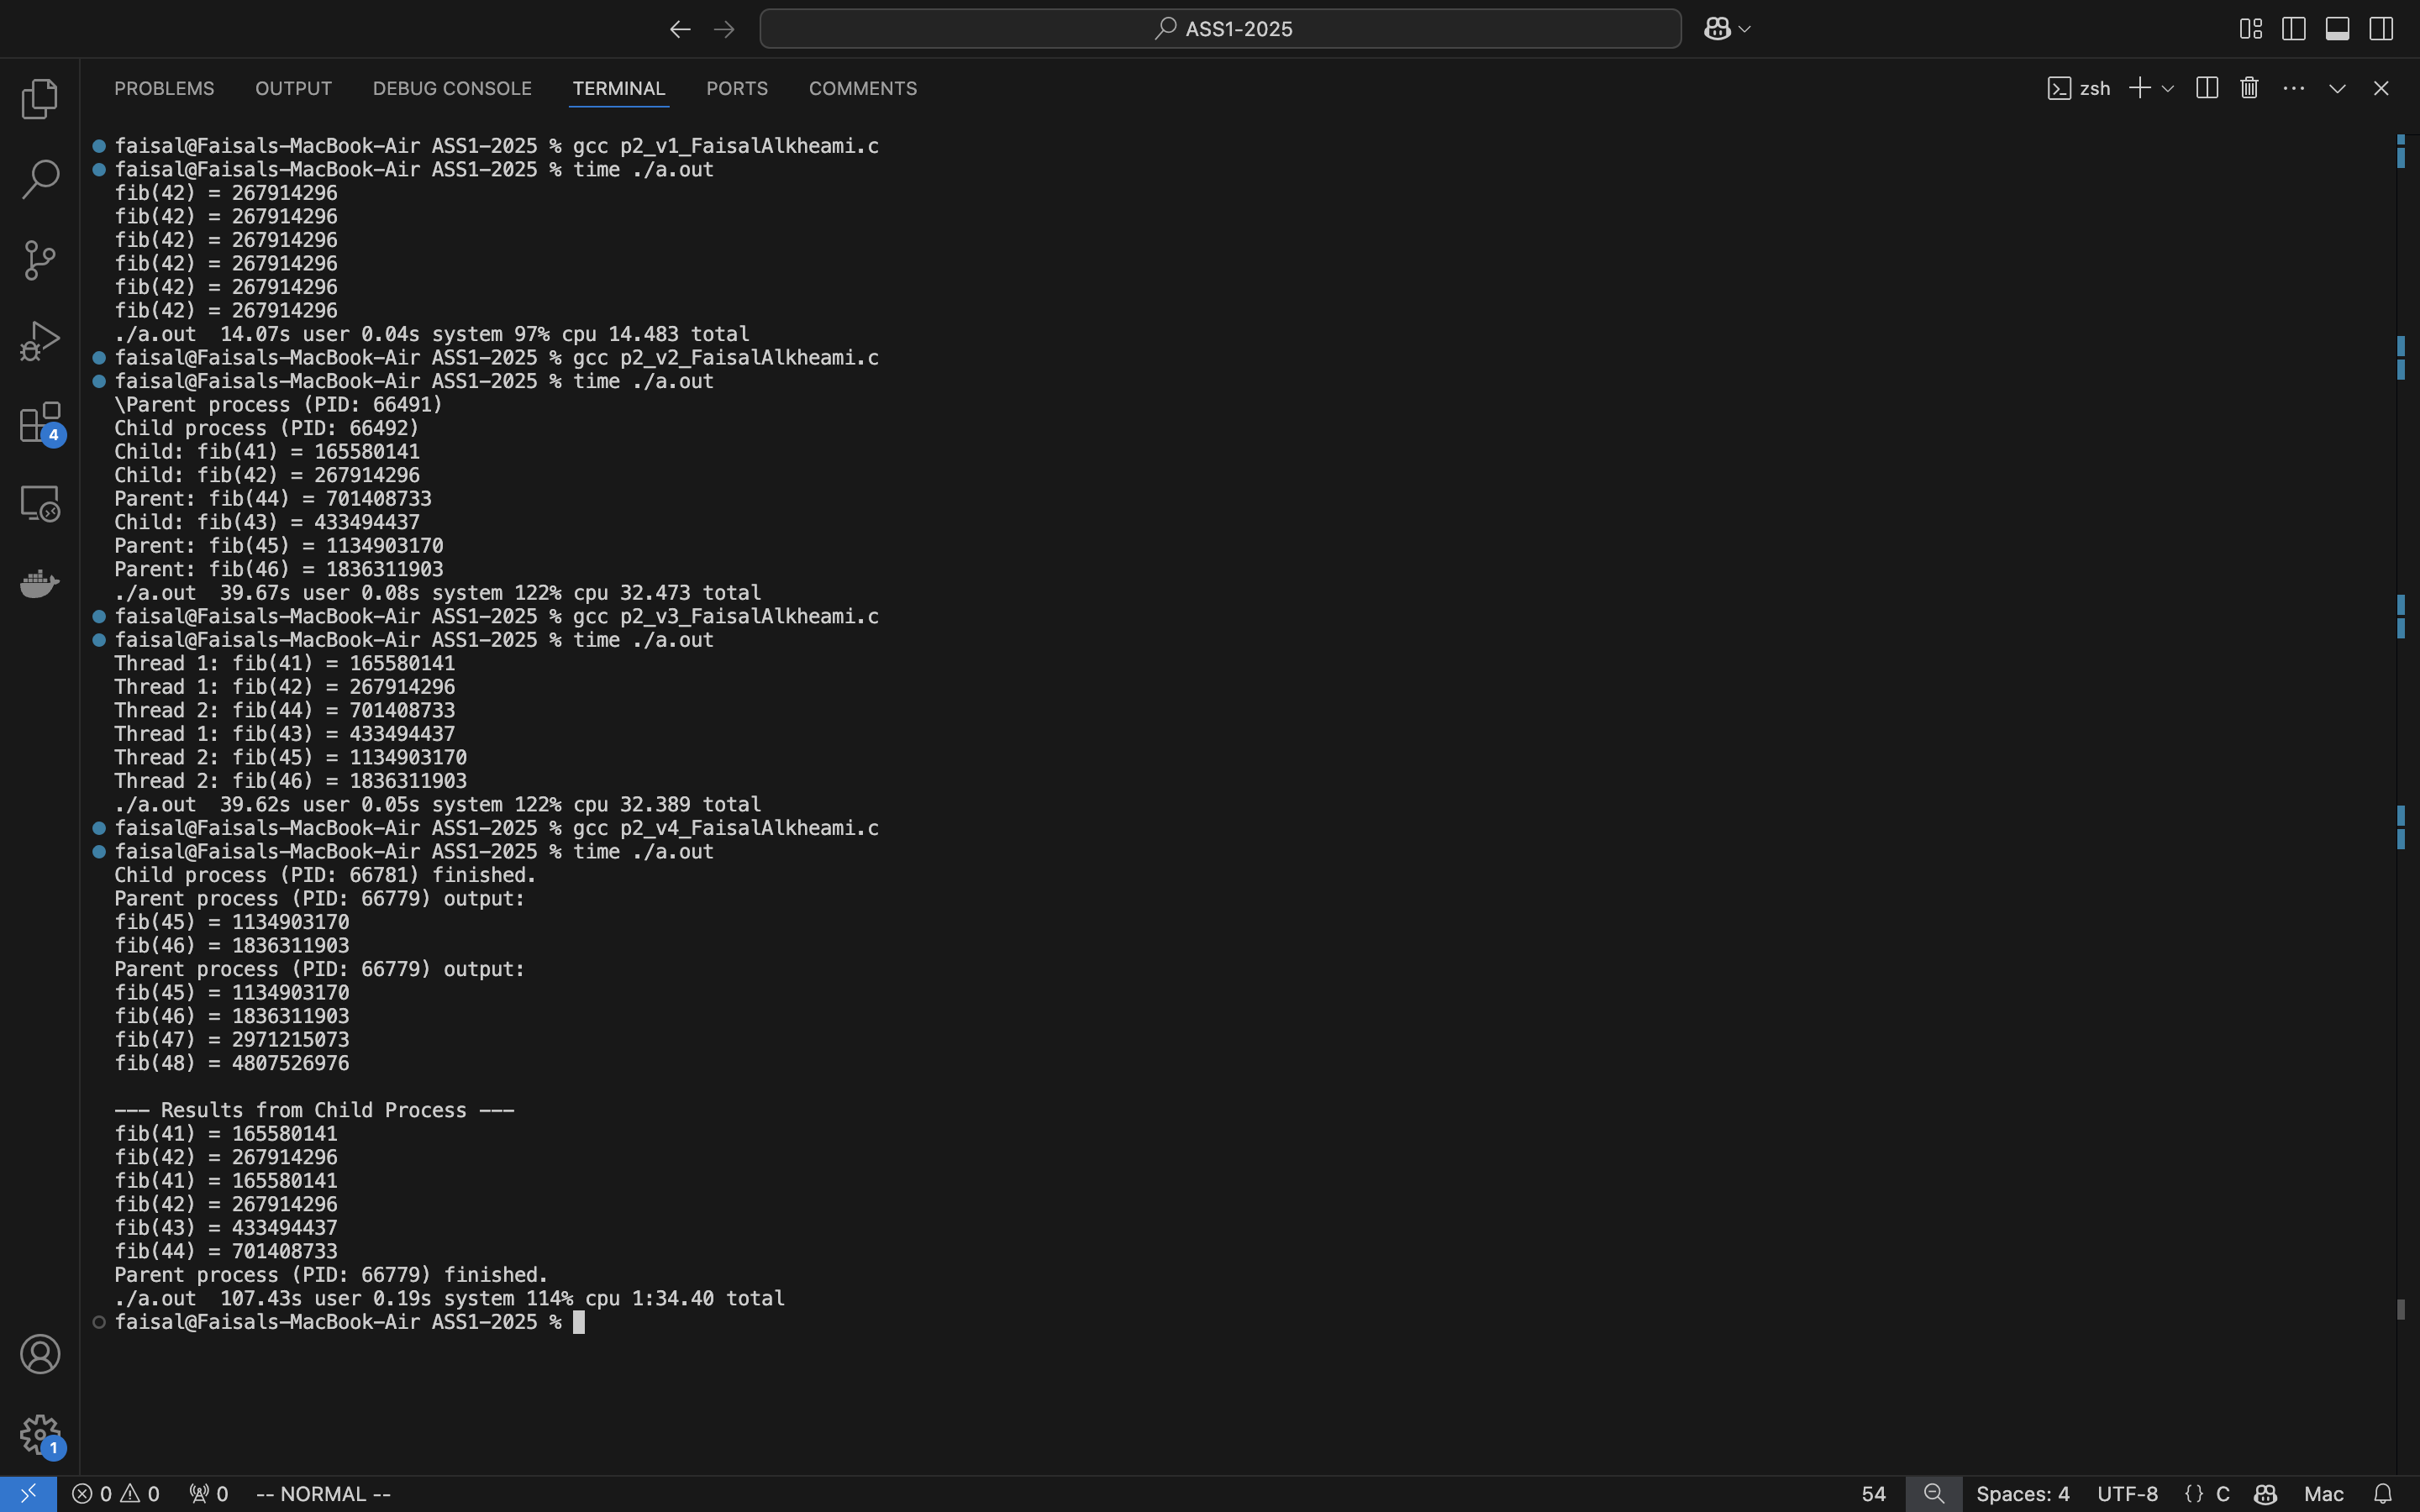 ASS1-2025
PROBLEMS OUTPUT DEBUG CONSOLE TERMINAL PORTS COMMENTS zsh
faisal@Faisals-MacBook-Air ASS1-2025 % gcc p2_v1_FaisalAlkheami.c
faisal@Faisals-MacBook-Air ASS1-2025 % time ./a.out
fib(42) = 267914296
fib(42) = 267914296
fib(42) = 267914296
fib(42) = 267914296
fib(42) = 267914296
fib(42) = 267914296
./a.out  14.07s user 0.04s system 97% cpu 14.483 total
faisal@Faisals-MacBook-Air ASS1-2025 % gcc p2_v2_FaisalAlkheami.c
faisal@Faisals-MacBook-Air ASS1-2025 % time ./a.out
\Parent process (PID: 66491)
Child process (PID: 66492)
Child: fib(41) = 165580141
Child: fib(42) = 267914296
Parent: fib(44) = 701408733
Child: fib(43) = 433494437
Parent: fib(45) = 1134903170
Parent: fib(46) = 1836311903
./a.out  39.67s user 0.08s system 122% cpu 32.473 total
faisal@Faisals-MacBook-Air ASS1-2025 % gcc p2_v3_FaisalAlkheami.c
faisal@Faisals-MacBook-Air ASS1-2025 % time ./a.out
Thread 1: fib(41) = 165580141
Thread 1: fib(42) = 267914296
Thread 2: fib(44) = 701408733
Thread 1: fib(43) = 433494437
Thread 2: fib(45) = 1134903170
Thread 2: fib(46) = 1836311903
./a.out  39.62s user 0.05s system 122% cpu 32.389 total
faisal@Faisals-MacBook-Air ASS1-2025 % gcc p2_v4_FaisalAlkheami.c
faisal@Faisals-MacBook-Air ASS1-2025 % time ./a.out
Child process (PID: 66781) finished.
Parent process (PID: 66779) output:
fib(45) = 1134903170
fib(46) = 1836311903
Parent process (PID: 66779) output:
fib(45) = 1134903170
fib(46) = 1836311903
fib(47) = 2971215073
fib(48) = 4807526976
--- Results from Child Process ---
fib(41) = 165580141
fib(42) = 267914296
fib(41) = 165580141
fib(42) = 267914296
fib(43) = 433494437
fib(44) = 701408733
Parent process (PID: 66779) finished.
./a.out  107.43s user 0.19s system 114% cpu 1:34.40 total
faisal@Faisals-MacBook-Air ASS1-2025 %
4
1
0 0 0 -- NORMAL -- 54 Spaces: 4 UTF-8 {} C Mac